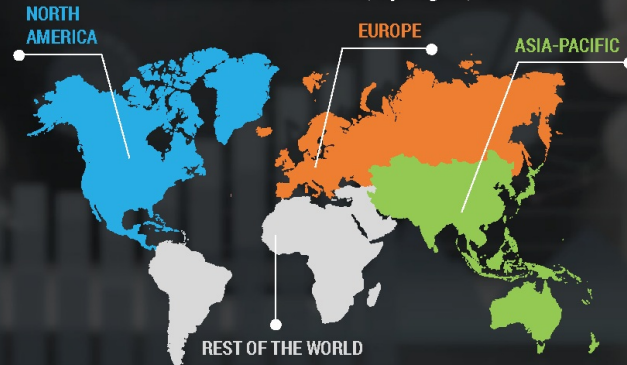 NORTH
AMERICA
EUROPE
ASIA-PACIFIC
REST OF THE WORLD